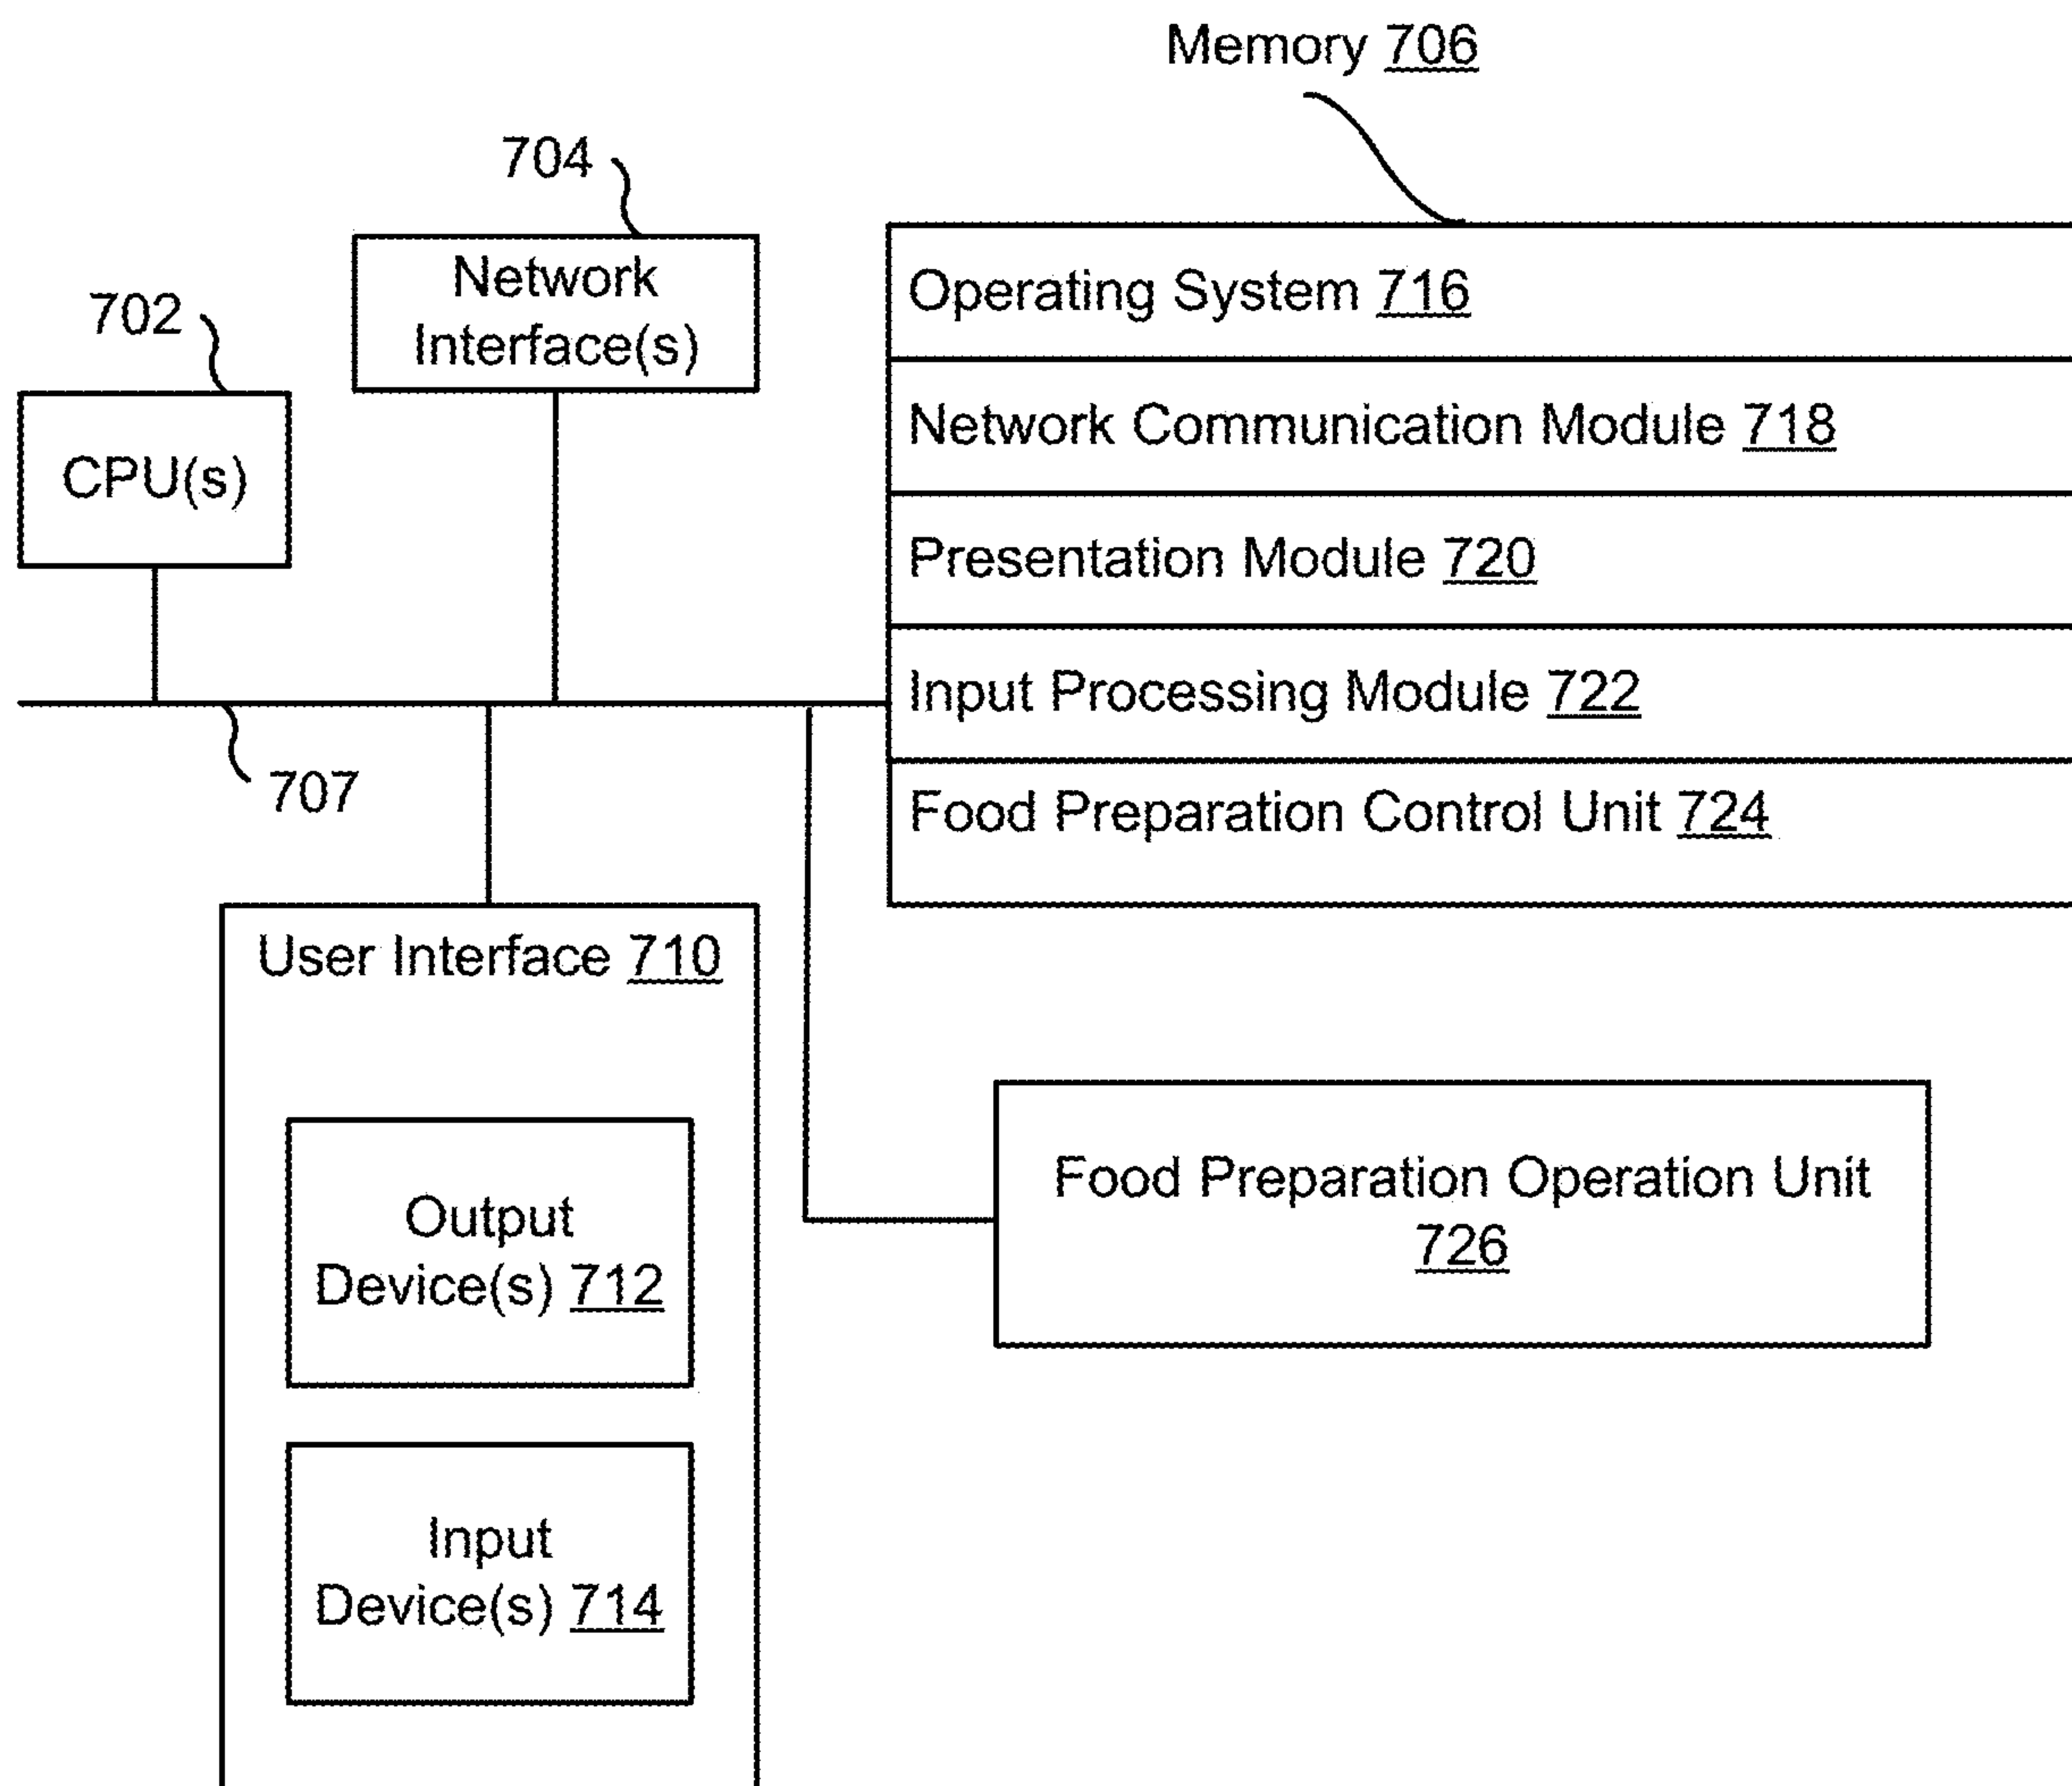 Memory 706
704
Network
Interface(s)
702
CPU(s)
Operating System 716
Network Communication Module 718
Presentation Module 720
Input Processing Module 722
Food Preparation Control Unit 724
707
User Interface 710
Output
Device(s) 712
Input
Device(s) 714
Food Preparation Operation Unit
726